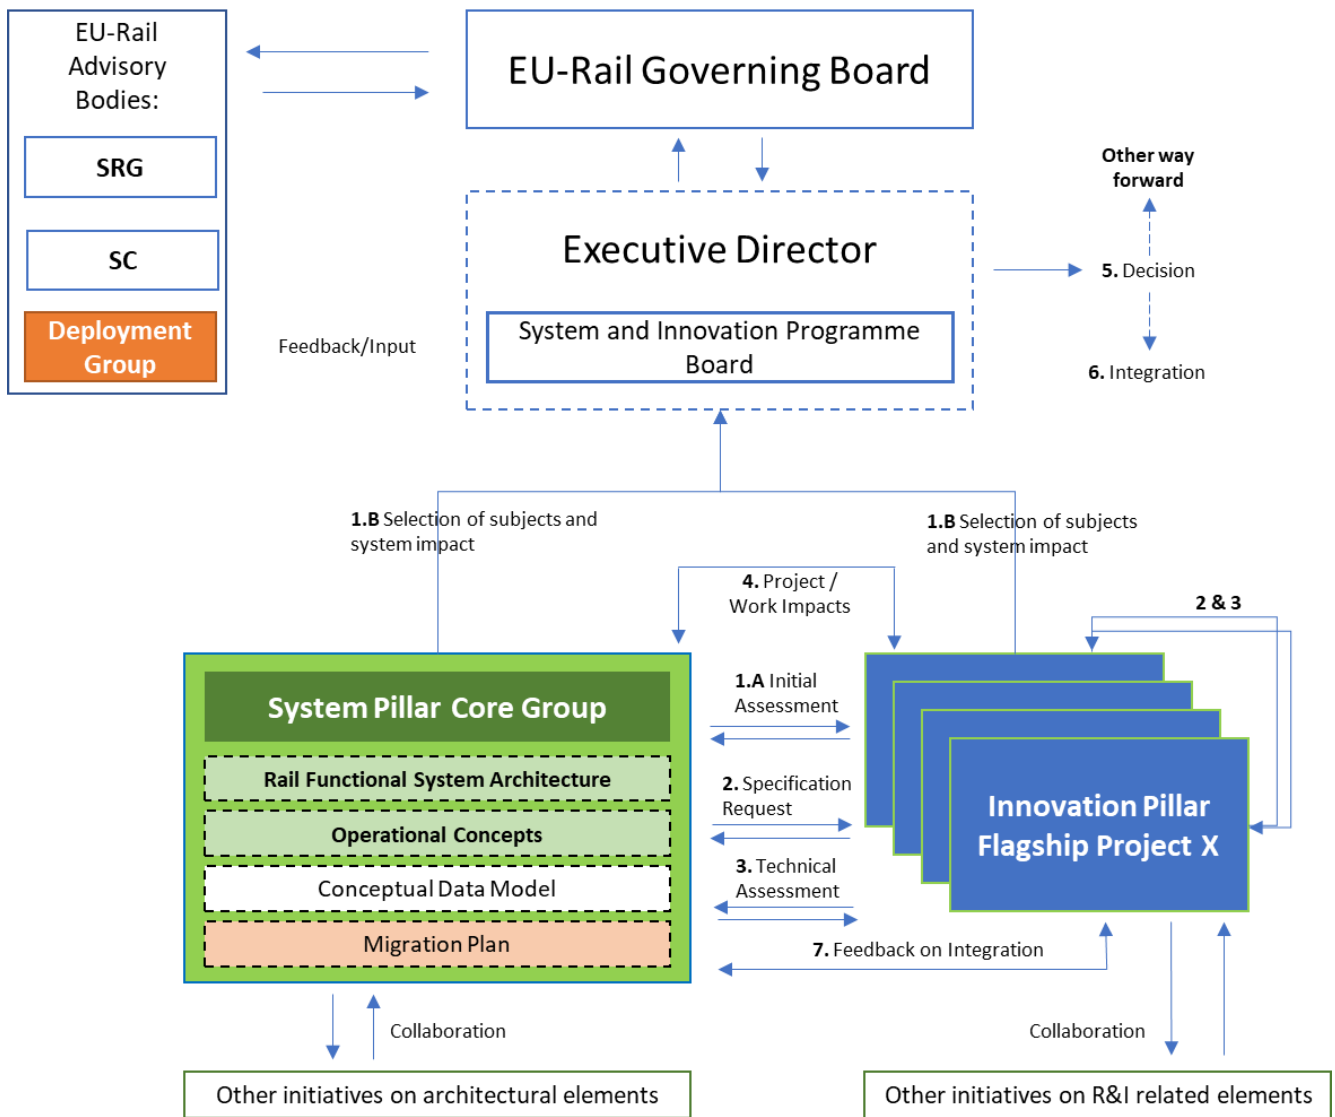 EU-Rail
Advisory
Bodies:
SRG
SC
Deployment
Group
EU-Rail Governing Board
Executive Director
System and Innovation Programme
Board
Feedback/Input
Other way
forward
5. Decision
6. Integration
1.B Selection of subjects and
system impact
1.B Selection of subjects
and system impact
4. Project /
Work Impacts
2 & 3
System Pillar Core Group
Rail Functional System Architecture
Operational Concepts
Conceptual Data Model
Migration Plan
1.A Initial
Assessment
2. Specification
Request
3. Technical
Assessment
7. Feedback on Integration
Innovation Pillar
Flagship Project X
Collaboration
Collaboration
Other initiatives on architectural elements
Other initiatives on R&I related elements